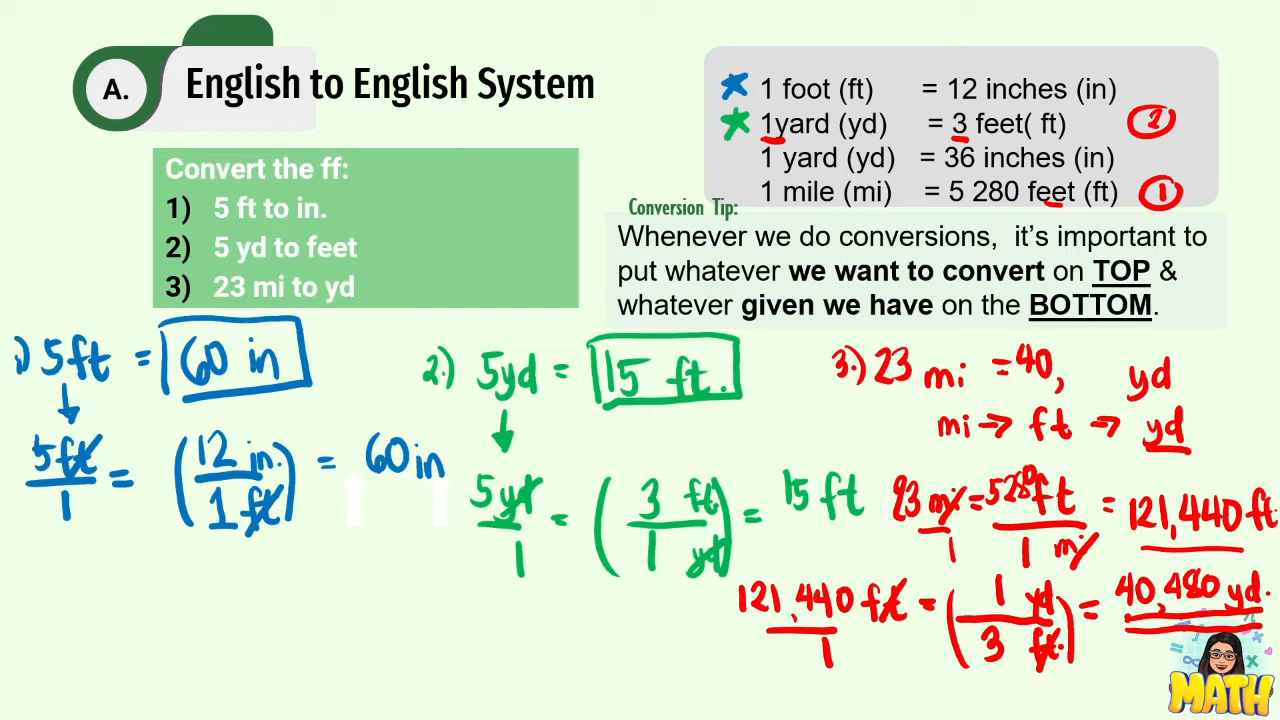 A.
English to English System
1 foot (ft) = 12 inches (in)
1yard (yd) = 3 feet( ft) 2
1 yard (yd) = 36 inches (in)
1 mile (mi) = 5 280 feet (ft) 1
Convert the ff:
1) 5 ft to in.
2) 5 yd to feet
3) 23 mi to yd
Conversion Tip:
Whenever we do conversions, it's important to
put whatever we want to convert on TOP &
whatever given we have on the BOTTOM.
1) 5ft = 60 in
5ft/1 = (12 in./1 ft) = 60 in
2.) 5yd = 15 ft.
5yd/1 = (3 ft/1 yd) = 15 ft
3.) 23 mi = 40, yd
mi → ft → yd
23 mi/1 = 5280 ft/1 mi = 121,440 ft.
121,440 ft/1 = (1 yd/3 ft.) = 40,480 yd.
MATH